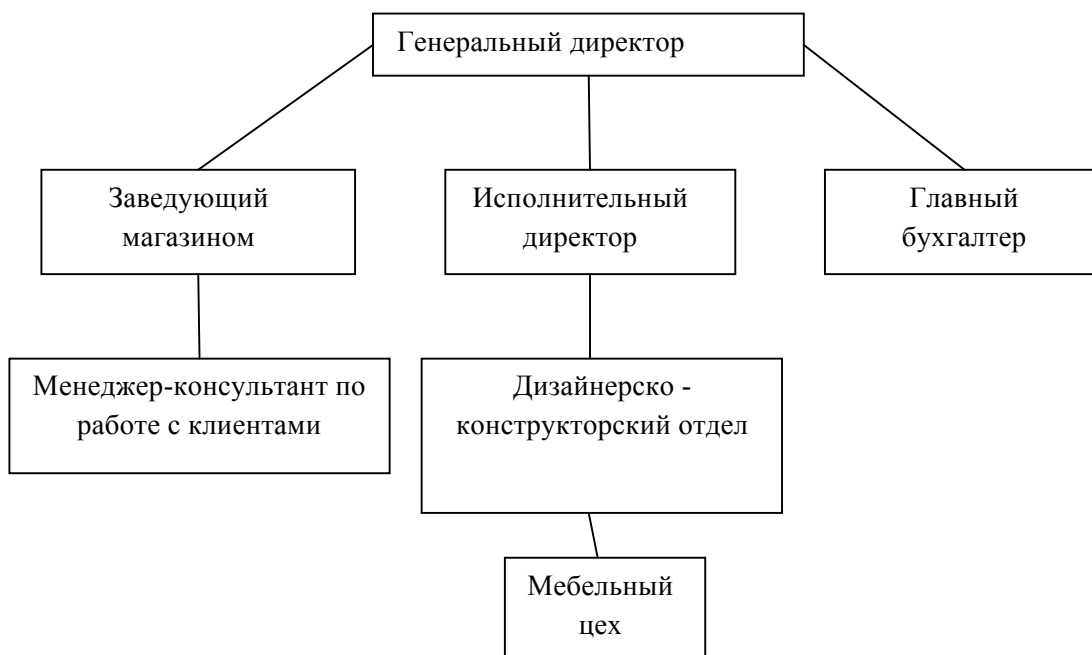 Генеральный директор
Заведующий
магазином
Исполнительный
директор
Главный
бухгалтер
Менеджер-консультант по
работе с клиентами
Дизайнерско -
конструкторский отдел
Мебельный
цех